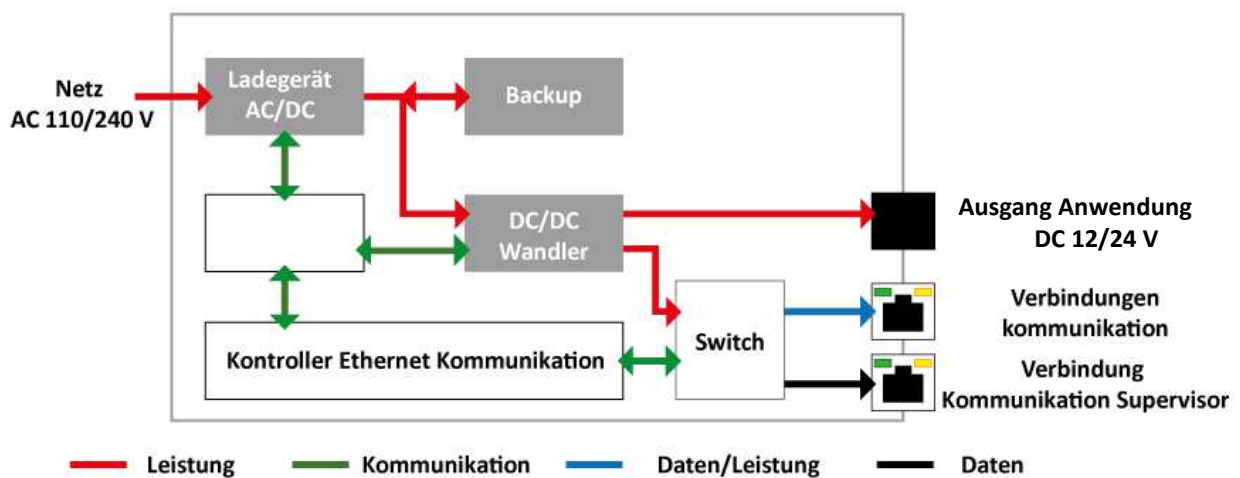 Netz
AC 110/240 V
Ladegerät
AC/DC
Backup
DC/DC
Wandler
Ausgang Anwendung
DC 12/24 V
Switch
Verbindungen
kommunikation
Kontroller Ethernet Kommunikation
Verbindung
Kommunikation Supervisor
Leistung
Kommunikation
Daten/Leistung
Daten